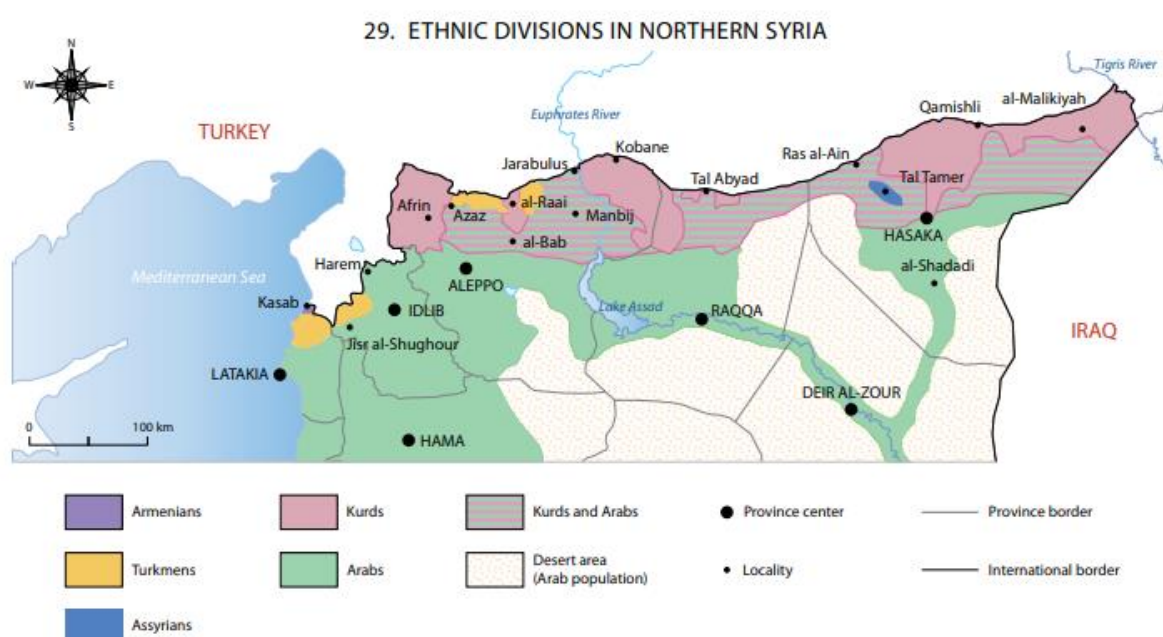 29. ETHNIC DIVISIONS IN NORTHERN SYRIA
N
W
E
S
Tigris River
TURKEY
Euphrates River
Qamishli
al-Malikiyah
Kobane
Jarabulus
Ras al-Ain
Tal Abyad
Tal Tamer
Afrin
Azaz
al-Raai
Manbij
al-Bab
HASAKA
Mediterranean Sea
Harem
ALEPPO
al-Shadadi
Kasab
IDLIB
Lake Assad
RAQQA
IRAQ
Jisr al-Shughour
LATAKIA
DEIR AL-ZOUR
0
100 km
HAMA
Armenians
Kurds
Kurds and Arabs
Province center
Province border
Turkmens
Arabs
Desert area
(Arab population)
Locality
International border
Assyrians